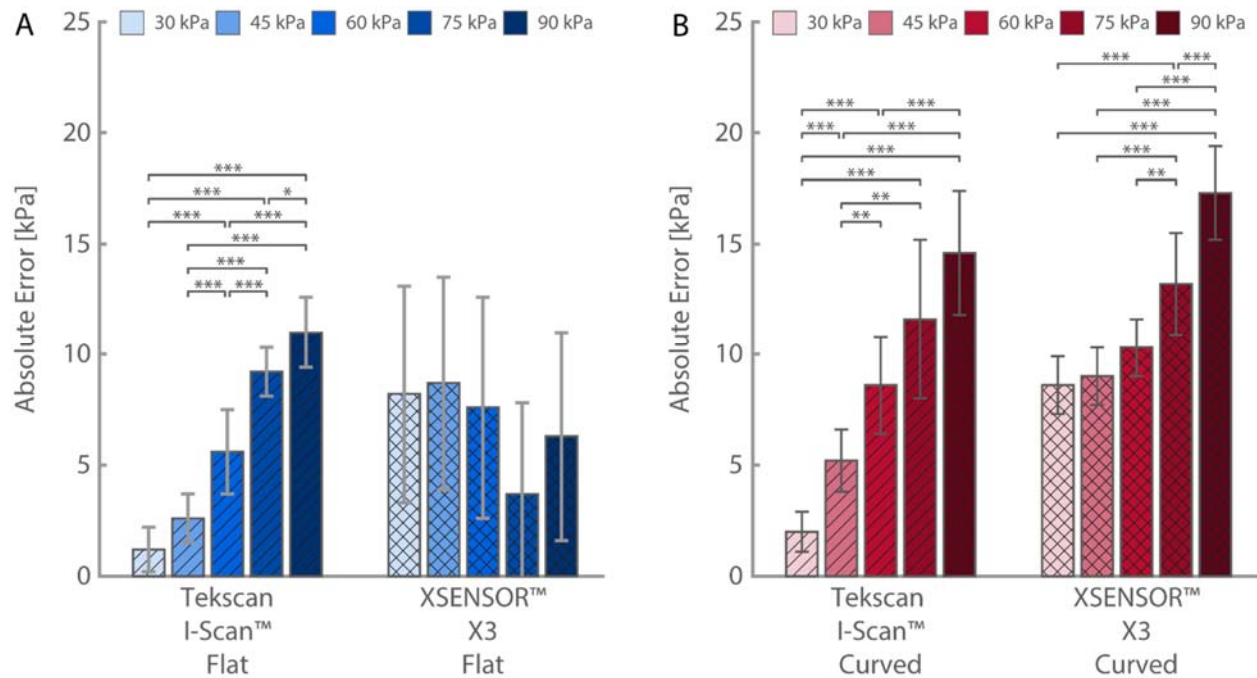 A
30 kPa 45 kPa 60 kPa 75 kPa 90 kPa
25
20
15
10
5
0
Absolute Error [kPa]
***
*** *
*** ***
***
***
*** ***
Tekscan
I-Scan™
Flat
XSENSOR™
X3
Flat
B
30 kPa 45 kPa 60 kPa 75 kPa 90 kPa
25
20
15
10
5
0
Absolute Error [kPa]
*** ***
*** ***
***
***
**
**
*** ***
***
***
***
***
**
Tekscan
I-Scan™
Curved
XSENSOR™
X3
Curved